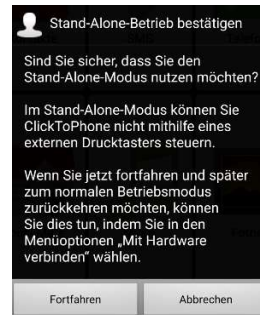 Stand-Alone-Betrieb bestätigen
Sind Sie sicher, dass Sie den
Stand-Alone-Modus nutzen möchten?
Im Stand-Alone-Modus können Sie
ClickToPhone nicht mithilfe eines
externen Drucktasters steuern.
Wenn Sie jetzt fortfahren und später
zum normalen Betriebsmodus
zurückkehren möchten, können
Sie dies tun, indem Sie in den
Menüoptionen „Mit Hardware
verbinden” wählen.
Fortfahren
Abbrechen